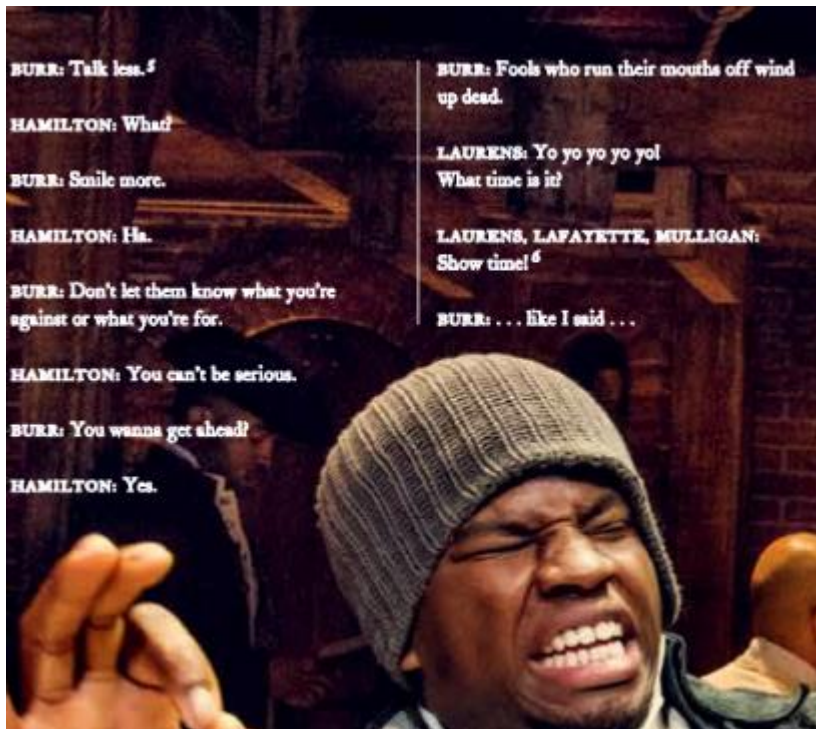 BURR: Talk less.5
HAMILTON: What?
BURR: Smile more.
HAMILTON: Ha.
BURR: Don't let them know what you're
against or what you're for.
HAMILTON: You can't be serious.
BURR: You wanna get ahead?
HAMILTON: Yes.
BURR: Fools who run their mouths off wind
up dead.
LAURENS: Yo yo yo yo yo!
What time is it?
LAURENS, LAFAYETTE, MULLIGAN:
Show time!6
BURR: . . . like I said . . .